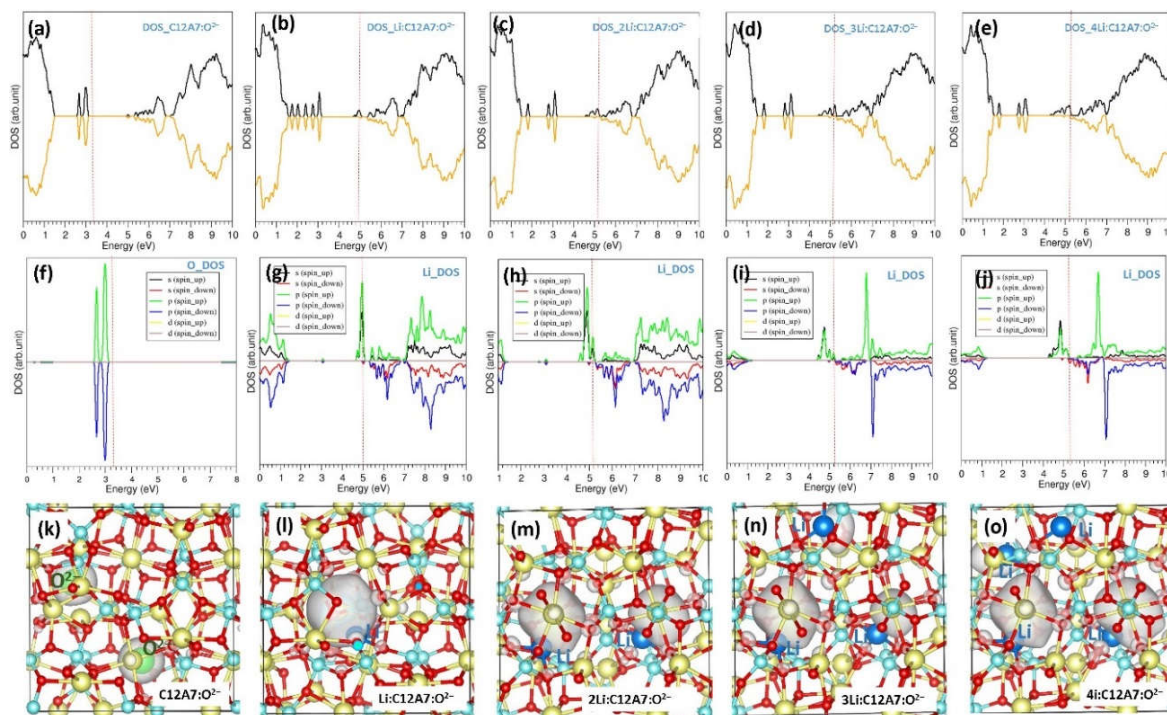 (a)
DOS_C12A7:O²⁻
DOS (arb.unit)
0 1 2 3 4 5 6 7 8 9 10
Energy (eV)
(b)
DOS_Li:C12A7:O²⁻
DOS (arb.unit)
0 1 2 3 4 5 6 7 8 9 10
Energy (eV)
(c)
DOS_2Li:C12A7:O²⁻
DOS (arb.unit)
0 1 2 3 4 5 6 7 8 9 10
Energy (eV)
(d)
DOS_3Li:C12A7:O²⁻
DOS (arb.unit)
0 1 2 3 4 5 6 7 8 9 10
Energy (eV)
(e)
DOS_4Li:C12A7:O²⁻
DOS (arb.unit)
0 1 2 3 4 5 6 7 8 9 10
Energy (eV)
(f)
O_DOS
s (spin_up)
s (spin_down)
p (spin_up)
p (spin_down)
d (spin_up)
d (spin_down)
DOS (arb.unit)
0 1 2 3 4 5 6 7 8
Energy (eV)
(g)
Li_DOS
s (spin_up)
s (spin_down)
p (spin_up)
p (spin_down)
d (spin_up)
d (spin_down)
DOS (arb.unit)
0 1 2 3 4 5 6 7 8 9 10
Energy (eV)
(h)
Li_DOS
s (spin_up)
s (spin_down)
p (spin_up)
p (spin_down)
d (spin_up)
d (spin_down)
DOS (arb.unit)
0 1 2 3 4 5 6 7 8 9 10
Energy (eV)
(i)
Li_DOS
s (spin_up)
s (spin_down)
p (spin_up)
p (spin_down)
d (spin_up)
d (spin_down)
DOS (arb.unit)
0 1 2 3 4 5 6 7 8 9 10
Energy (eV)
(j)
Li_DOS
s (spin_up)
s (spin_down)
p (spin_up)
p (spin_down)
d (spin_up)
d (spin_down)
DOS (arb.unit)
0 1 2 3 4 5 6 7 8 9 10
Energy (eV)
(k)
O²⁻
O²⁻
C12A7:O²⁻
(l)
Li:C12A7:O²⁻
(m)
Li
Li
2Li:C12A7:O²⁻
(n)
Li
Li
Li
3Li:C12A7:O²⁻
(o)
Li
Li
Li
Li
4i:C12A7:O²⁻